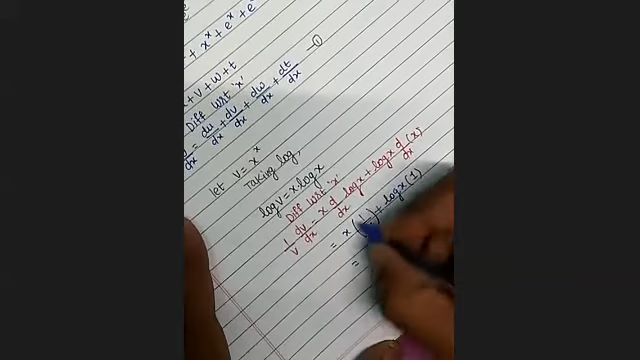 + x^x + e^x + e
+ v + w + t
Diff wrt 'x'
= du/dx + dv/dx + dw/dx + dt/dx —①
let v = x^x
Taking log,
log v = x·log x
Diff wrt 'x'
1/v dv/dx = x d/dx log x + log x d/dx (x)
= x (1/ + log x (1)
=